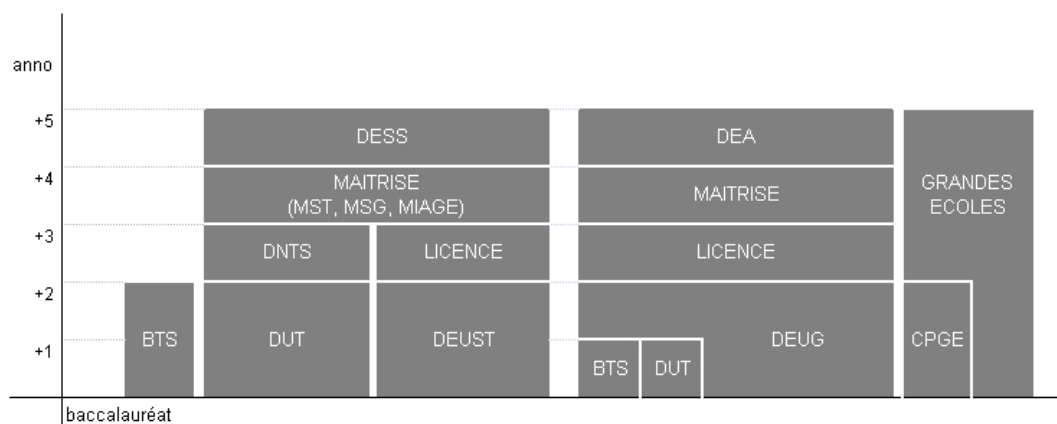 anno
+5
DESS
DEA
+4
MAITRISE
(MST, MSG, MIAGE)
MAITRISE
GRANDES
ECOLES
+3
DNTS
LICENCE
LICENCE
+2
BTS
DUT
DEUST
DEUG
CPGE
+1
BTS
DUT
baccalauréat